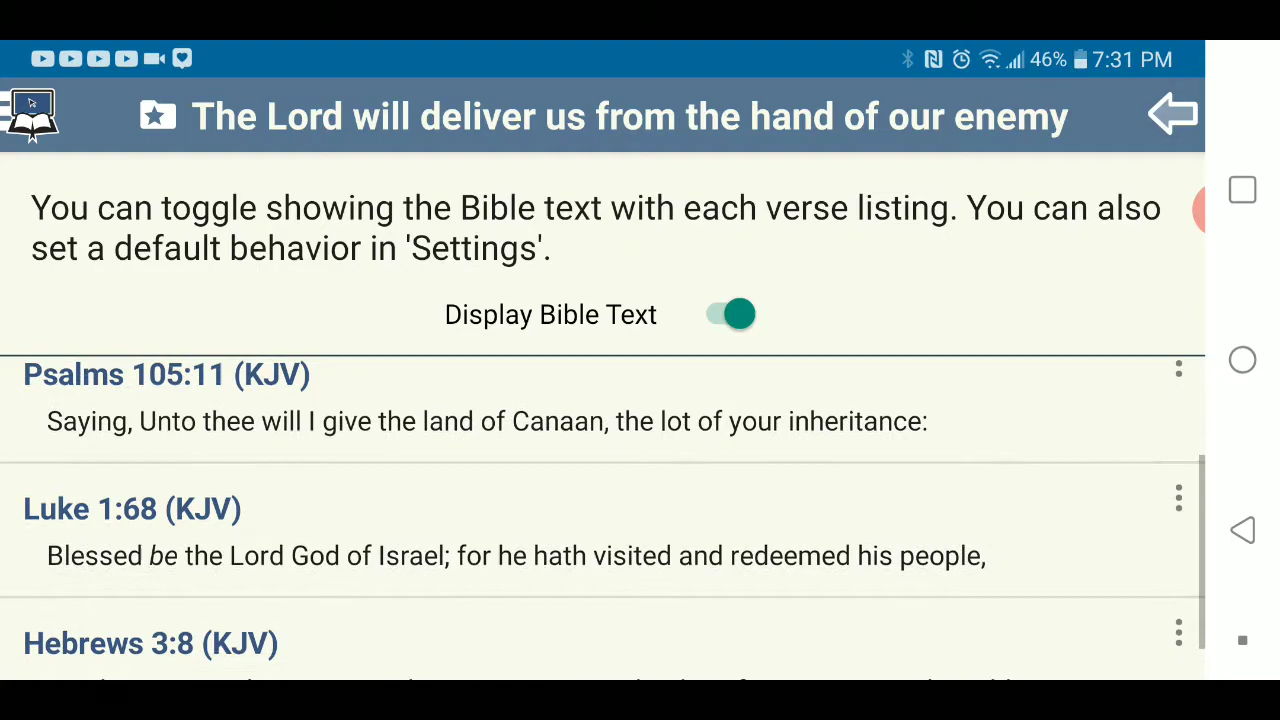 46% 7:31 PM
The Lord will deliver us from the hand of our enemy
You can toggle showing the Bible text with each verse listing. You can also
set a default behavior in 'Settings'.
Display Bible Text
Psalms 105:11 (KJV)
Saying, Unto thee will I give the land of Canaan, the lot of your inheritance:
Luke 1:68 (KJV)
Blessed be the Lord God of Israel; for he hath visited and redeemed his people,
Hebrews 3:8 (KJV)